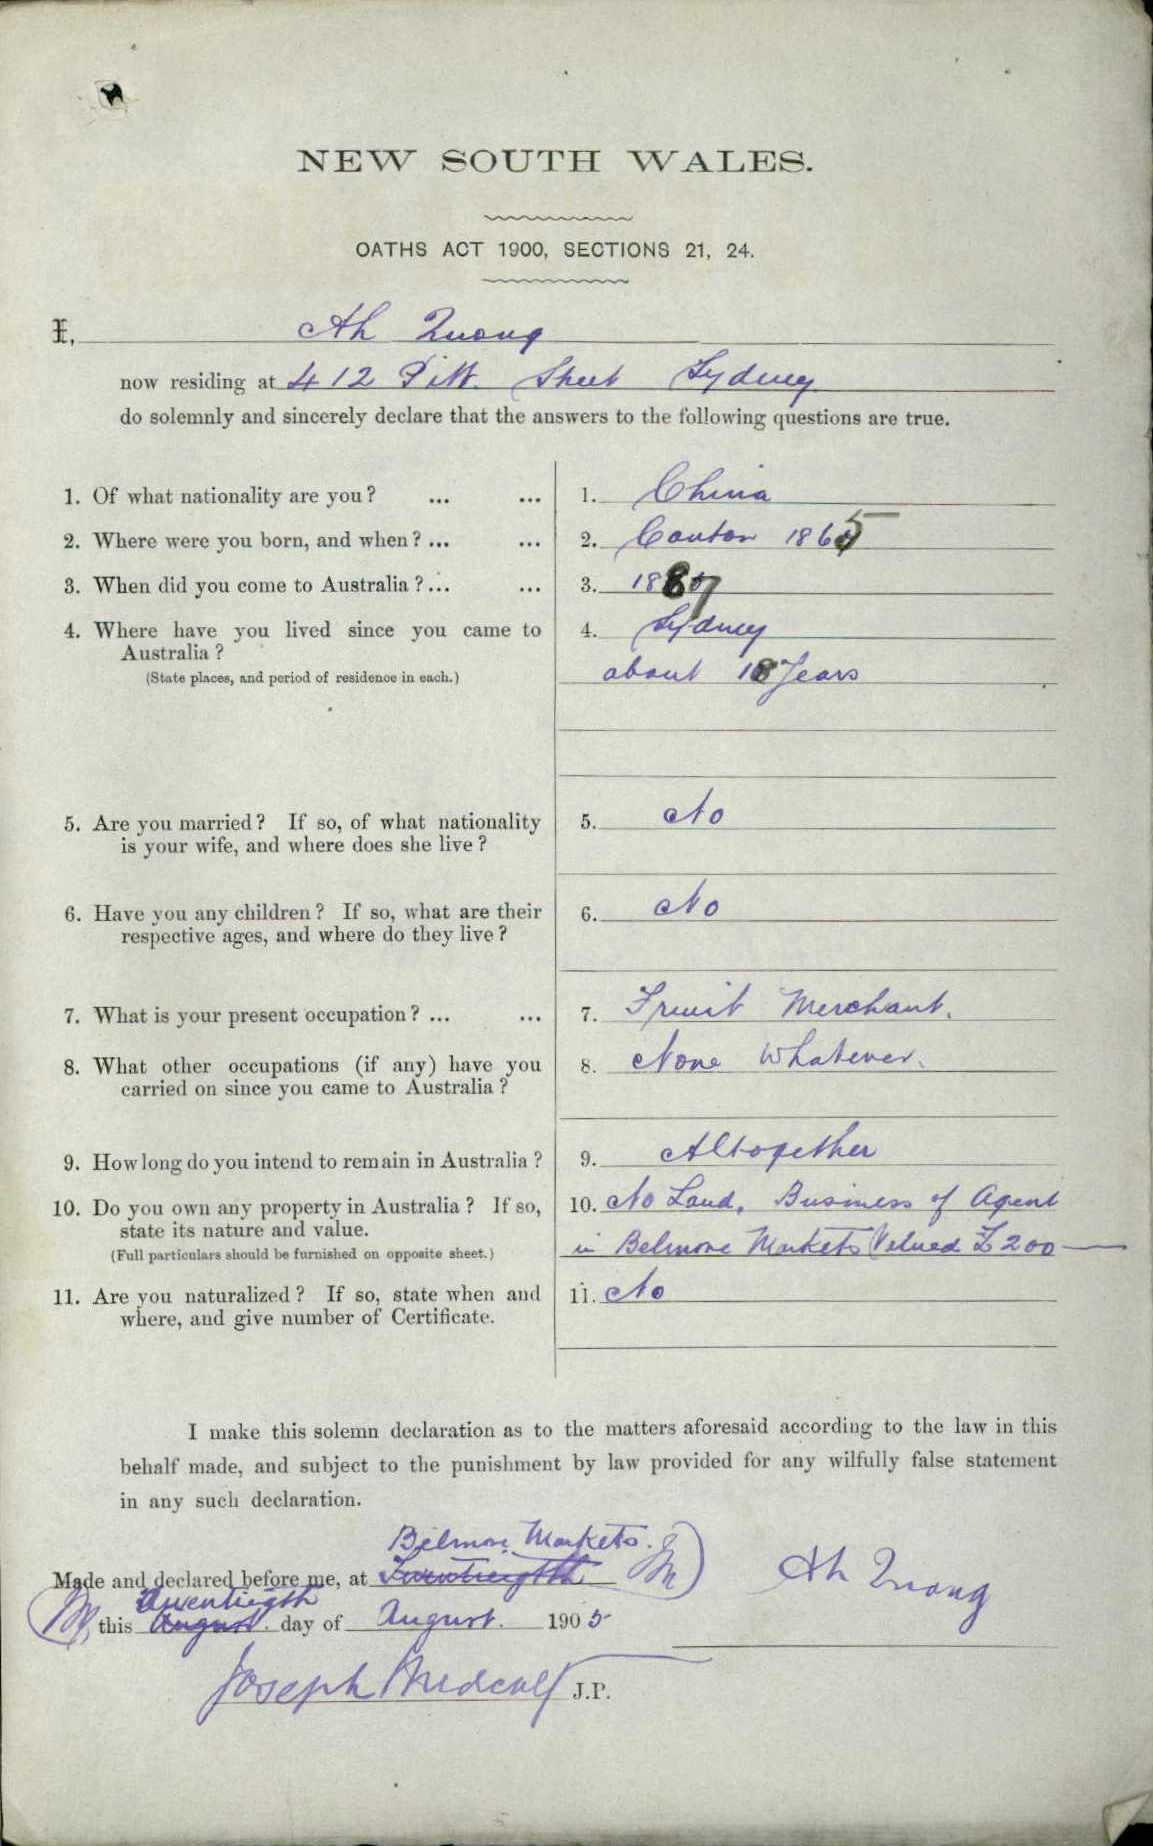 NEW SOUTH WALES.
OATHS ACT 1900, SECTIONS 21, 24.
I, Ah Quong
now residing at 412 Pitt Street Sydney
do solemnly and sincerely declare that the answers to the following questions are true.
1. Of what nationality are you? ... ... 1. China
2. Where were you born, and when? ... ... 2. Canton 1865
3. When did you come to Australia? ... ... 3. 1887
4. Where have you lived since you came to 4. Sydney
Australia?
(State places, and period of residence in each.) about 18 Years
5. Are you married? If so, of what nationality 5. No
is your wife, and where does she live?
6. Have you any children? If so, what are their 6. No
respective ages, and where do they live?
7. What is your present occupation? ... ... 7. Fruit Merchant.
8. What other occupations (if any) have you 8. None Whatever.
carried on since you came to Australia?
9. How long do you intend to remain in Australia? 9. Altogether
10. Do you own any property in Australia? If so, 10. No Land, Business of Agent
state its nature and value. in Belmore Markets Valued £200
(Full particulars should be furnished on opposite sheet.)
11. Are you naturalized? If so, state when and 11. No
where, and give number of Certificate.
I make this solemn declaration as to the matters aforesaid according to the law in this
behalf made, and subject to the punishment by law provided for any wilfully false statement
in any such declaration.
Belmore Markets.
Made and declared before me, at Twentiegth Ah Quong
Twentiegth
this August day of August. 1905
Joseph Medcalf J.P.